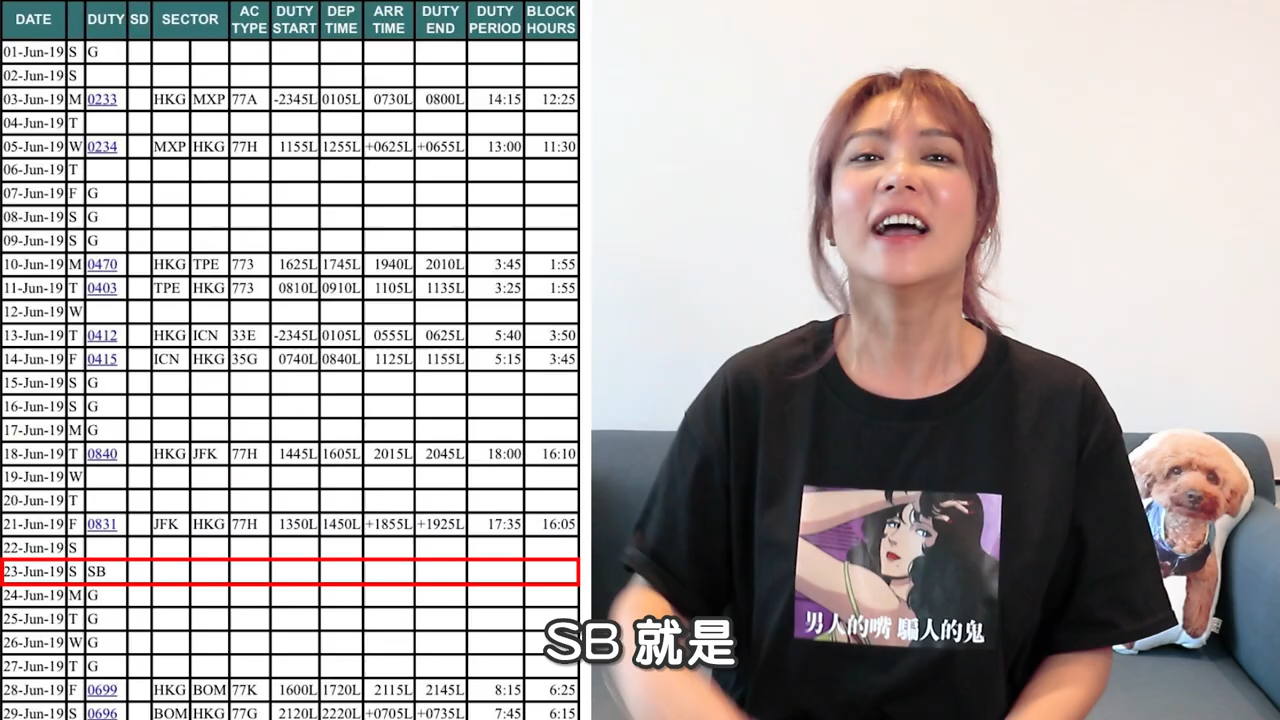 DATE DUTY SD SECTOR AC TYPE DUTY START DEP TIME ARR TIME DUTY END DUTY PERIOD BLOCK HOURS
01-Jun-19 S G
02-Jun-19 S
03-Jun-19 M 0233 HKG MXP 77A -2345L 0105L 0730L 0800L 14:15 12:25
04-Jun-19 T
05-Jun-19 W 0234 MXP HKG 77H 1155L 1255L +0625L +0655L 13:00 11:30
06-Jun-19 T
07-Jun-19 F G
08-Jun-19 S G
09-Jun-19 S G
10-Jun-19 M 0470 HKG TPE 773 1625L 1745L 1940L 2010L 3:45 1:55
11-Jun-19 T 0403 TPE HKG 773 0810L 0910L 1105L 1135L 3:25 1:55
12-Jun-19 W
13-Jun-19 T 0412 HKG ICN 33E -2345L 0105L 0555L 0625L 5:40 3:50
14-Jun-19 F 0415 ICN HKG 35G 0740L 0840L 1125L 1155L 5:15 3:45
15-Jun-19 S G
16-Jun-19 S G
17-Jun-19 M G
18-Jun-19 T 0840 HKG JFK 77H 1445L 1605L 2015L 2045L 18:00 16:10
19-Jun-19 W
20-Jun-19 T
21-Jun-19 F 0831 JFK HKG 77H 1350L 1450L +1855L +1925L 17:35 16:05
22-Jun-19 S
23-Jun-19 S SB
24-Jun-19 M G
25-Jun-19 T G
26-Jun-19 W G
27-Jun-19 T G
28-Jun-19 F 0699 HKG BOM 77K 1600L 1720L 2115L 2145L 8:15 6:25
29-Jun-19 S 0696 BOM HKG 77G 2120L 2220L +0705L +0735L 7:45 6:15
男人的嘴 騙人的鬼
SB 就是